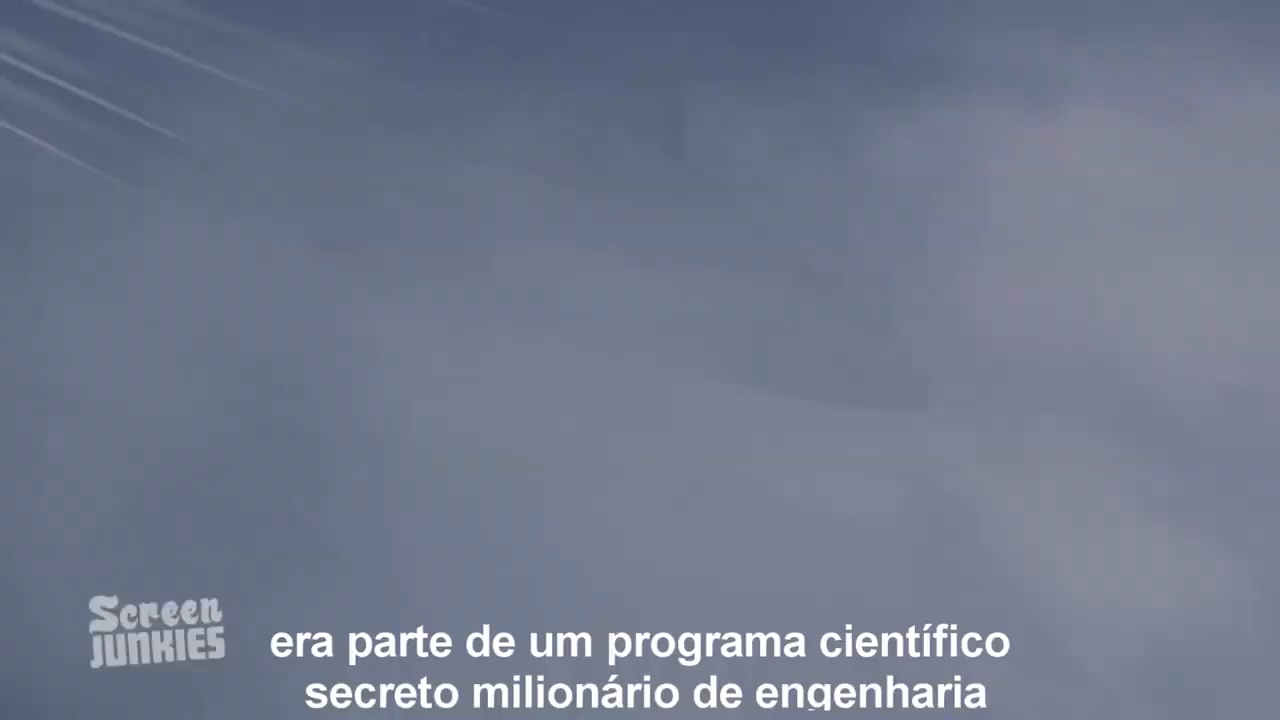 Screen
JUNKIES
era parte de um programa científico
secreto milionário de engenharia